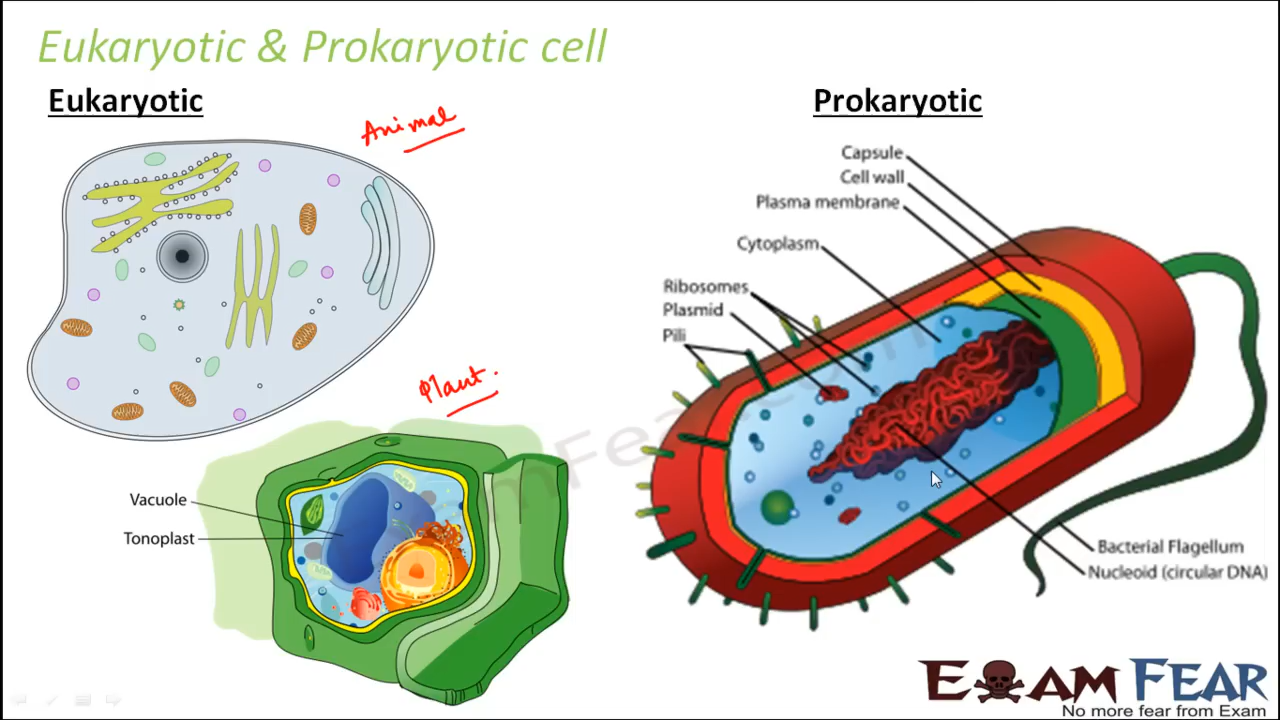 Eukaryotic & Prokaryotic cell
Eukaryotic
Prokaryotic
Animal
Capsule
Cell wall
Plasma membrane
Cytoplasm
Ribosomes
Plasmid
Pili
Plant.
Vacuole
Tonoplast
Bacterial Flagellum
Nucleoid (circular DNA)
EXAM FEAR
No more fear from Exam